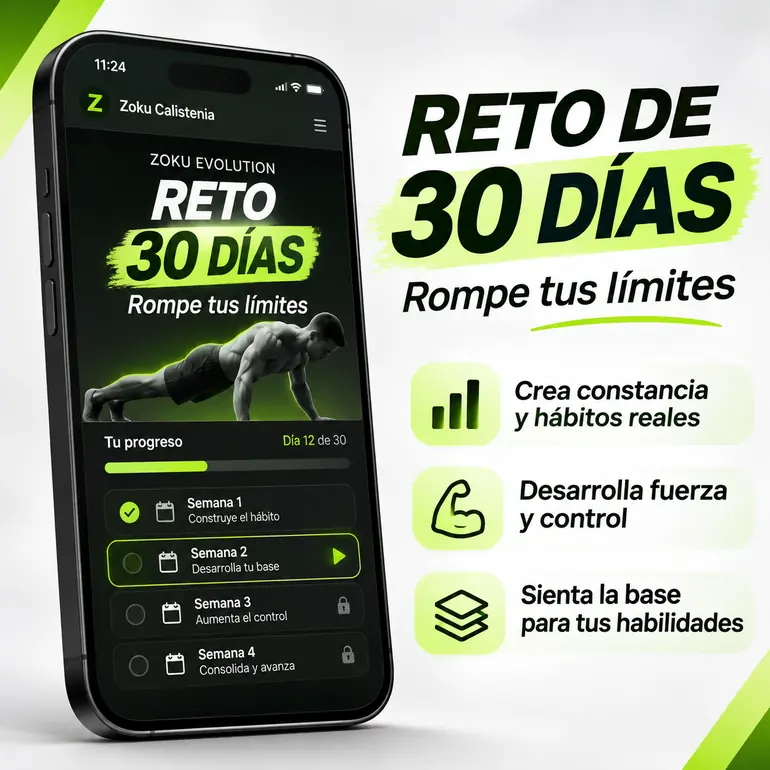 11:24
Z
Zoku Calistenia
ZOKU EVOLUTION
RETO
30 DÍAS
Rompe tus límites
Tu progreso
Día 12 de 30
Semana 1
Construye el hábito
Semana 2
Desarrolla tu base
Semana 3
Aumenta el control
Semana 4
Consolida y avanza
RETO DE
30 DÍAS
Rompe tus límites
Crea constancia
y hábitos reales
Desarrolla fuerza
y control
Sienta la base
para tus habilidades